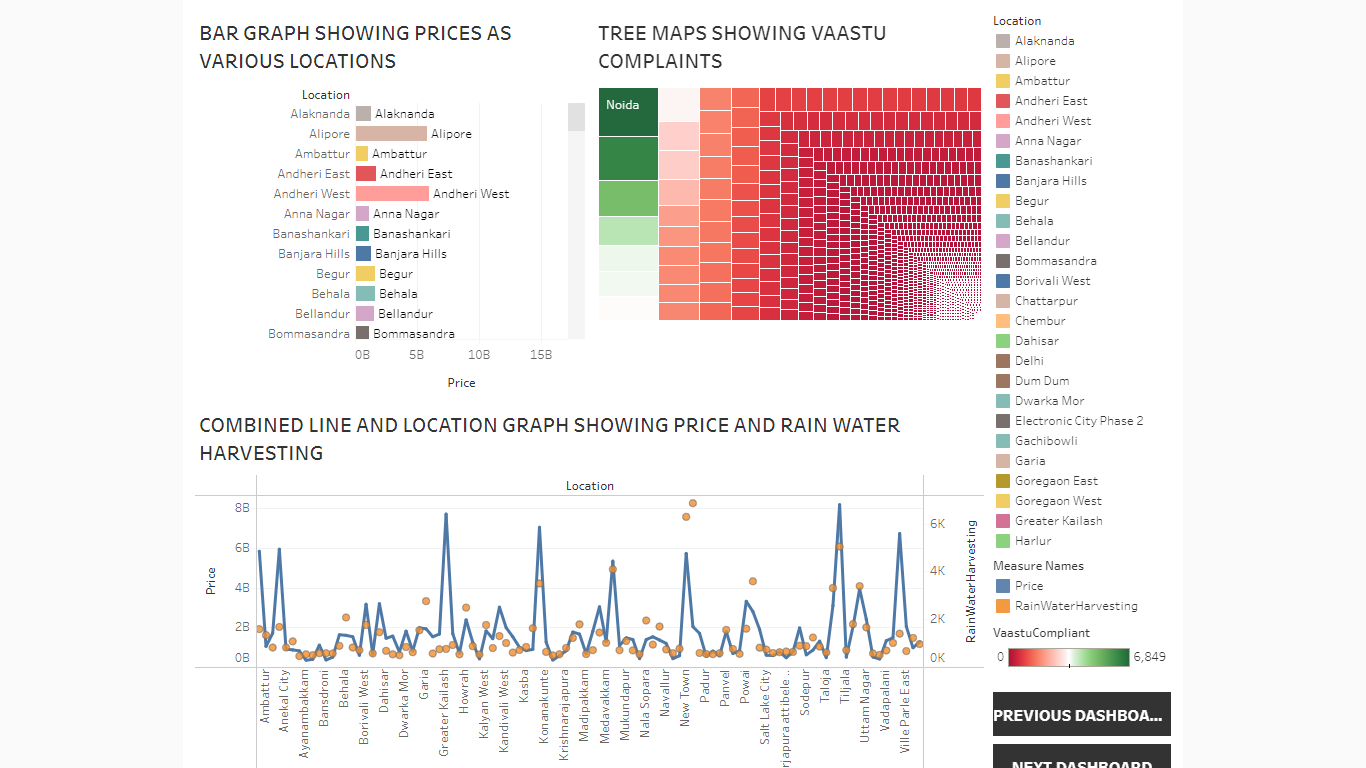 BAR GRAPH SHOWING PRICES AS
VARIOUS LOCATIONS
Location
Alaknanda Alaknanda
Alipore Alipore
Ambattur Ambattur
Andheri East Andheri East
Andheri West Andheri West
Anna Nagar Anna Nagar
Banashankari Banashankari
Banjara Hills Banjara Hills
Begur Begur
Behala Behala
Bellandur Bellandur
Bommasandra Bommasandra
0B 5B 10B 15B
Price
TREE MAPS SHOWING VAASTU
COMPLAINTS
Noida
COMBINED LINE AND LOCATION GRAPH SHOWING PRICE AND RAIN WATER
HARVESTING
Location
Price
8B
6B
4B
2B
0B
6K
4K
2K
0K
RainWaterHarvesting
Ambattur
Anekal City
Ayanambakkam
Bansdroni
Behala
Borivali West
Dahisar
Dwarka Mor
Garia
Greater Kailash
Howrah
Kalyan West
Kandivali West
Kasba
Konanakunte
Krishnarajapura
Madipakkam
Medavakkam
Mukundapur
Nala Sopara
Navallur
New Town
Padur
Panvel
Powai
Salt Lake City
rjapura attibele ..
Sodepur
Taloja
Tiljala
Uttam Nagar
Vadapalani
Ville Parle East
Location
Alaknanda
Alipore
Ambattur
Andheri East
Andheri West
Anna Nagar
Banashankari
Banjara Hills
Begur
Behala
Bellandur
Bommasandra
Borivali West
Chattarpur
Chembur
Dahisar
Delhi
Dum Dum
Dwarka Mor
Electronic City Phase 2
Gachibowli
Garia
Goregaon East
Goregaon West
Greater Kailash
Harlur
Measure Names
Price
RainWaterHarvesting
VaastuCompliant
0 6,849
PREVIOUS DASHBOA...
NEXT DASHBOARD